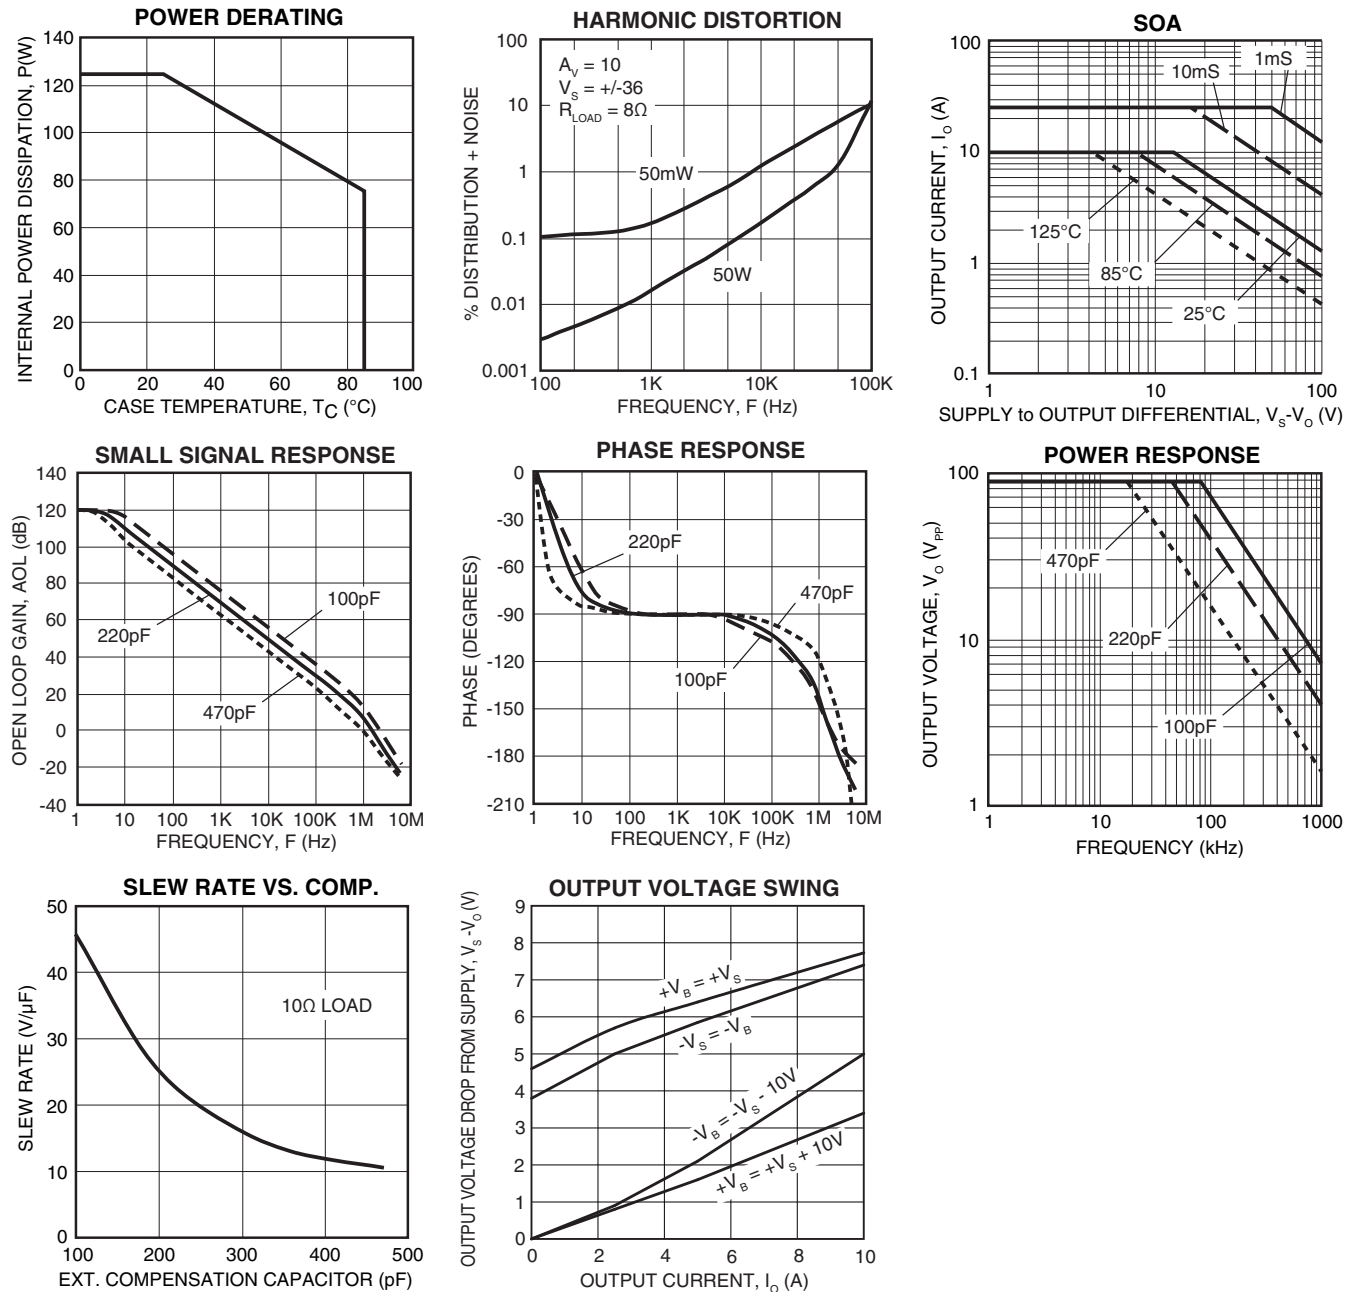 POWER DERATING
INTERNAL POWER DISSIPATION, P(W)
140
120
100
80
60
40
20
0
0 20 40 60 80 100
CASE TEMPERATURE, TC (°C)
HARMONIC DISTORTION
% DISTRIBUTION + NOISE
100
10
1
0.1
0.01
0.001
AV = 10
VS = +/-36
RLOAD = 8Ω
50mW
50W
100 1K 10K 100K
FREQUENCY, F (Hz)
SOA
OUTPUT CURRENT, IO (A)
100
10
1
0.1
10mS
1mS
125°C
85°C
25°C
1 10 100
SUPPLY to OUTPUT DIFFERENTIAL, VS-VO (V)
SMALL SIGNAL RESPONSE
OPEN LOOP GAIN, AOL (dB)
140
120
100
80
60
40
20
0
-20
-40
100pF
220pF
470pF
1 10 100 1K 10K 100K 1M 10M
FREQUENCY, F (Hz)
PHASE RESPONSE
PHASE (DEGREES)
0
-30
-60
-90
-120
-150
-180
-210
220pF
470pF
100pF
1 10 100 1K 10K 100K 1M 10M
FREQUENCY, F (Hz)
POWER RESPONSE
OUTPUT VOLTAGE, VO (VPP)
100
10
1
470pF
220pF
100pF
1 10 100 1000
FREQUENCY (kHz)
SLEW RATE VS. COMP.
SLEW RATE (V/µF)
50
40
30
20
10
0
10Ω LOAD
100 200 300 400 500
EXT. COMPENSATION CAPACITOR (pF)
OUTPUT VOLTAGE SWING
OUTPUT VOLTAGE DROP FROM SUPPLY, VS -VO (V)
9
8
7
6
5
4
3
2
1
0
+VB = +VS
-VS = -VB
-VB = -VS - 10V
+VB = +VS + 10V
0 2 4 6 8 10
OUTPUT CURRENT, IO (A)